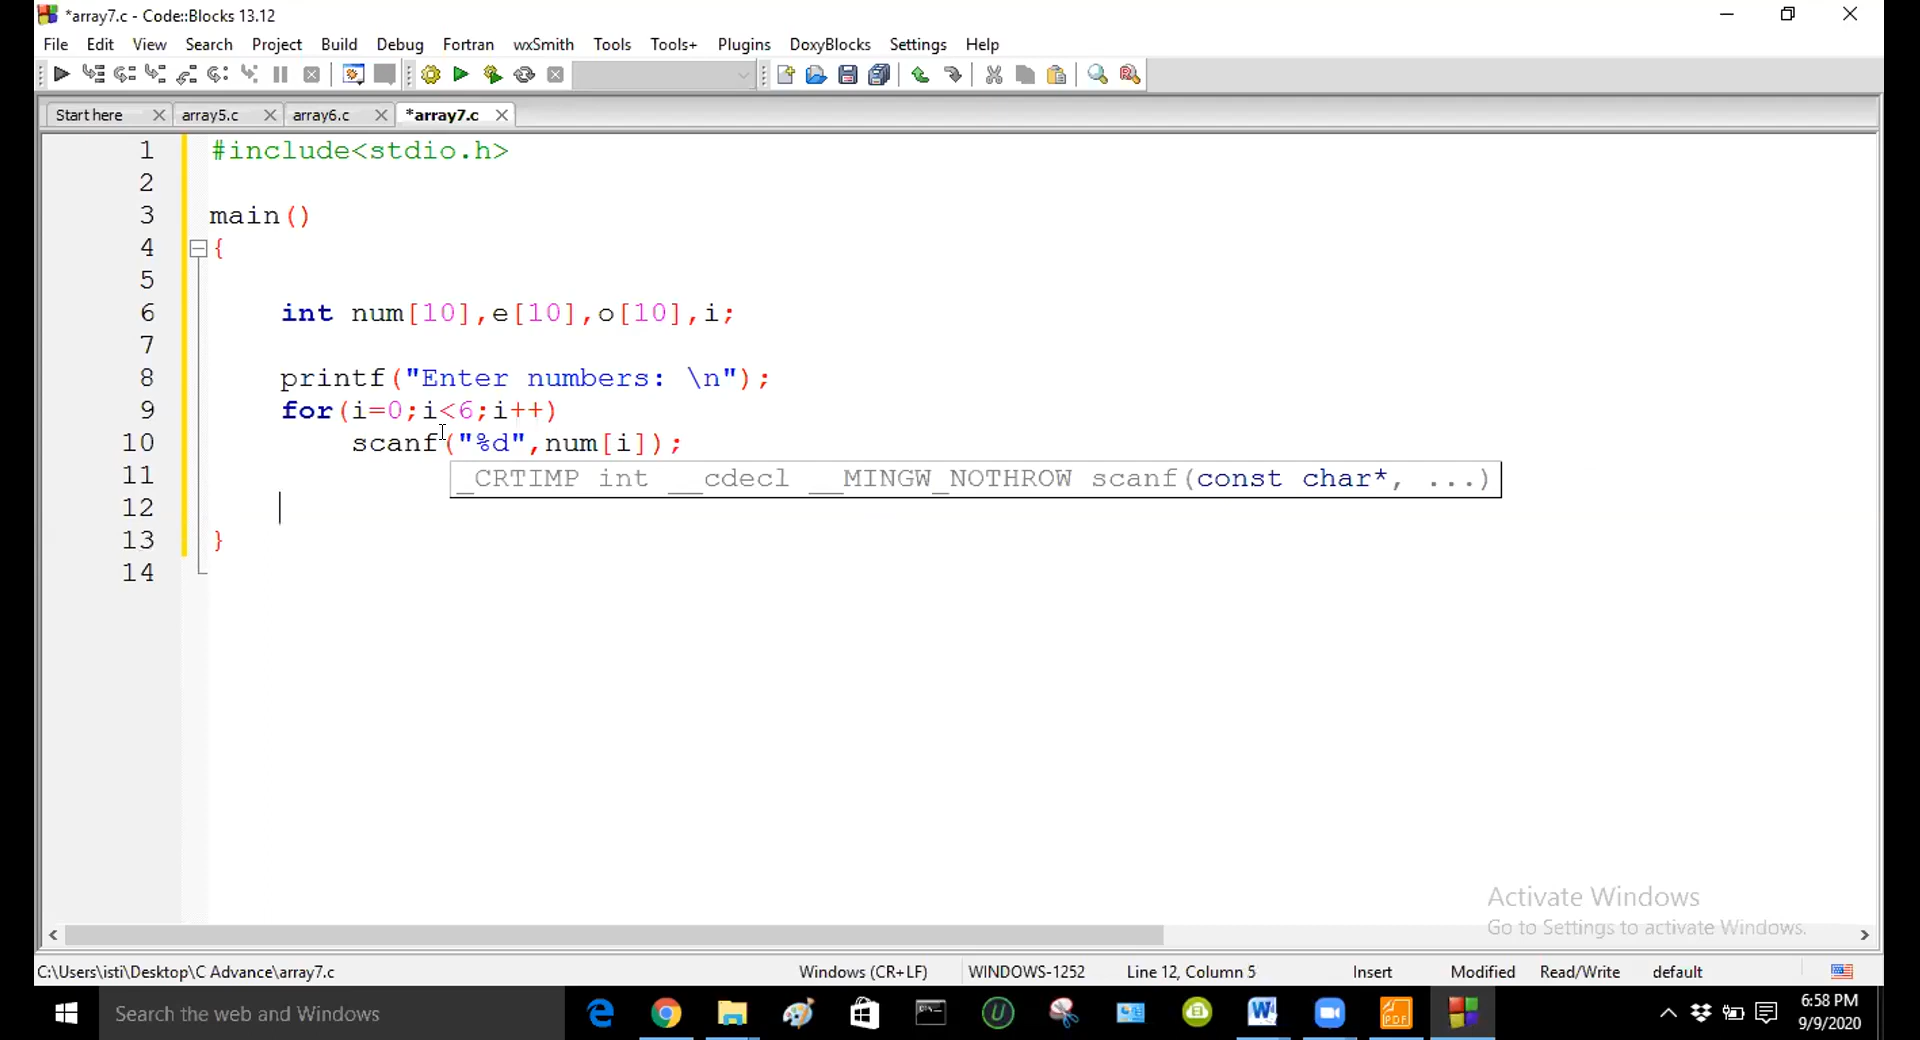 *array7.c - Code::Blocks 13.12
File Edit View Search Project Build Debug Fortran wxSmith Tools Tools+ Plugins DoxyBlocks Settings Help
Start here array5.c array6.c *array7.c
1 #include<stdio.h>
2
3 main()
4 {
5
6 int num[10],e[10],o[10],i;
7
8 printf("Enter numbers: \n");
9 for(i=0;i<6;i++)
10 scanf("%d",num[i]);
11 _CRTIMP int __cdecl __MINGW_NOTHROW scanf(const char*, ...)
12
13 }
14
Activate Windows
Go to Settings to activate Windows.
C:\Users\isti\Desktop\C Advance\array7.c Windows (CR+LF) WINDOWS-1252 Line 12, Column 5 Insert Modified Read/Write default
Search the web and Windows
6:58 PM
9/9/2020